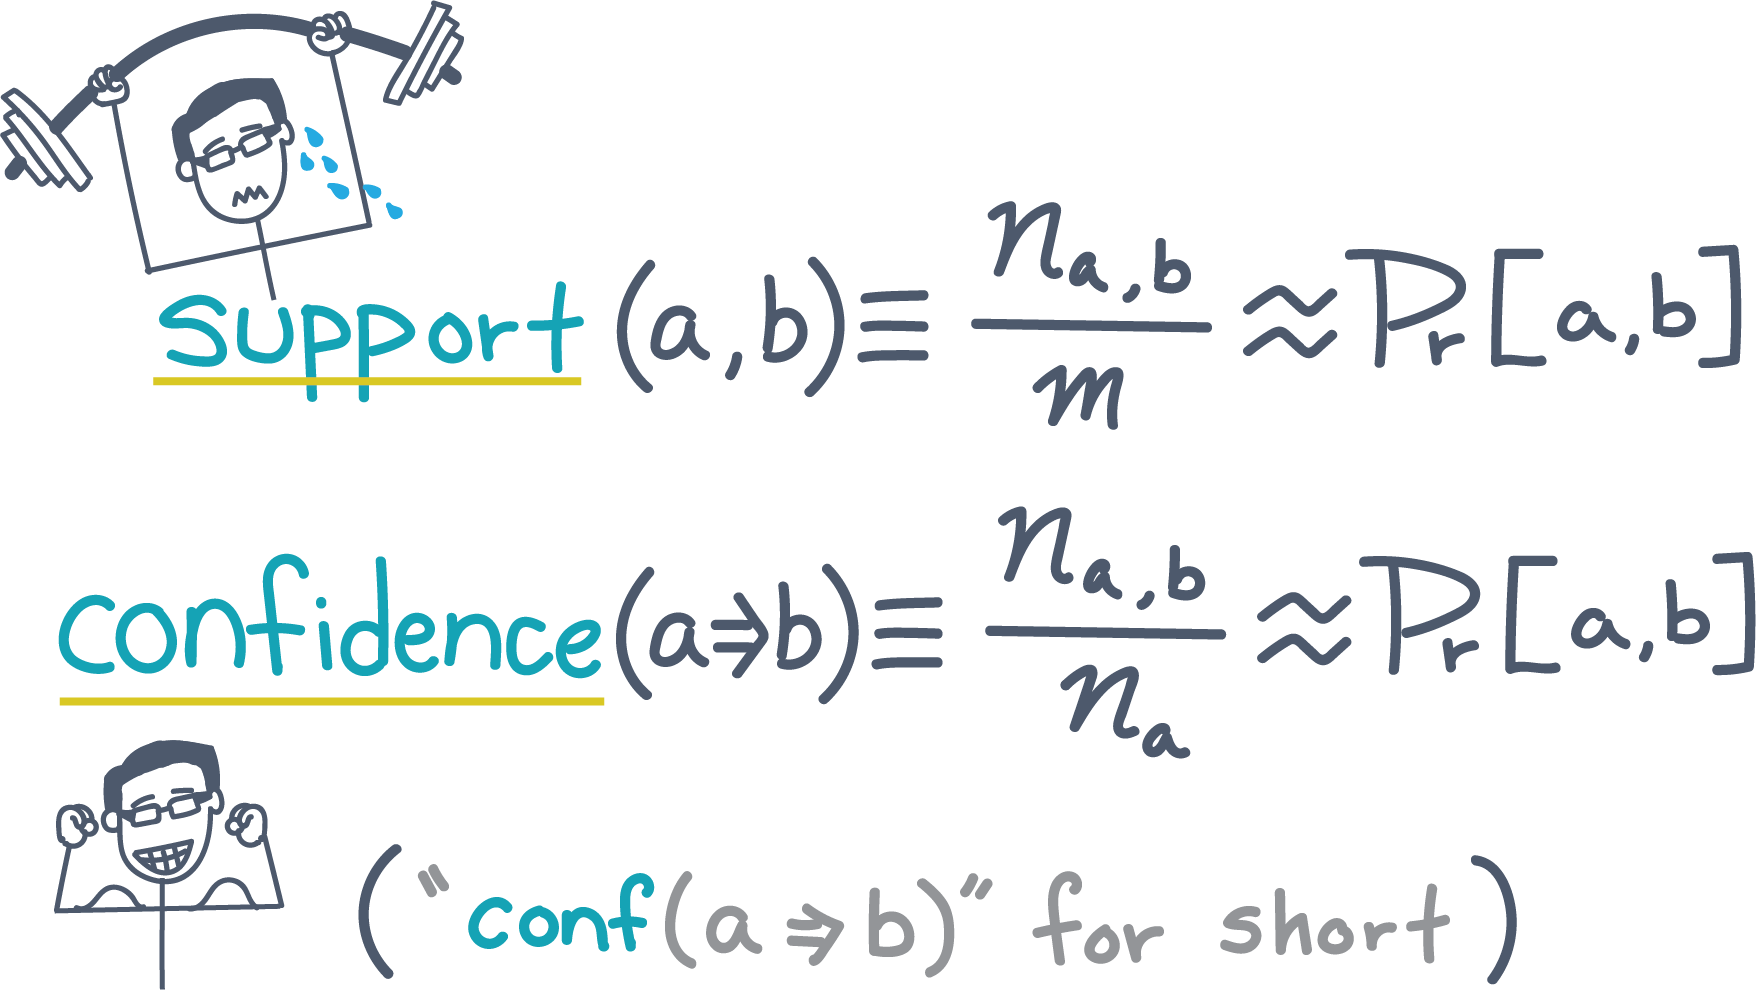 support (a,b) ≡ n_{a,b} / m ≈ Pr[a,b]
confidence (a⇒b) ≡ n_{a,b} / n_a ≈ Pr[a,b]
("conf(a⇒b)" for short)